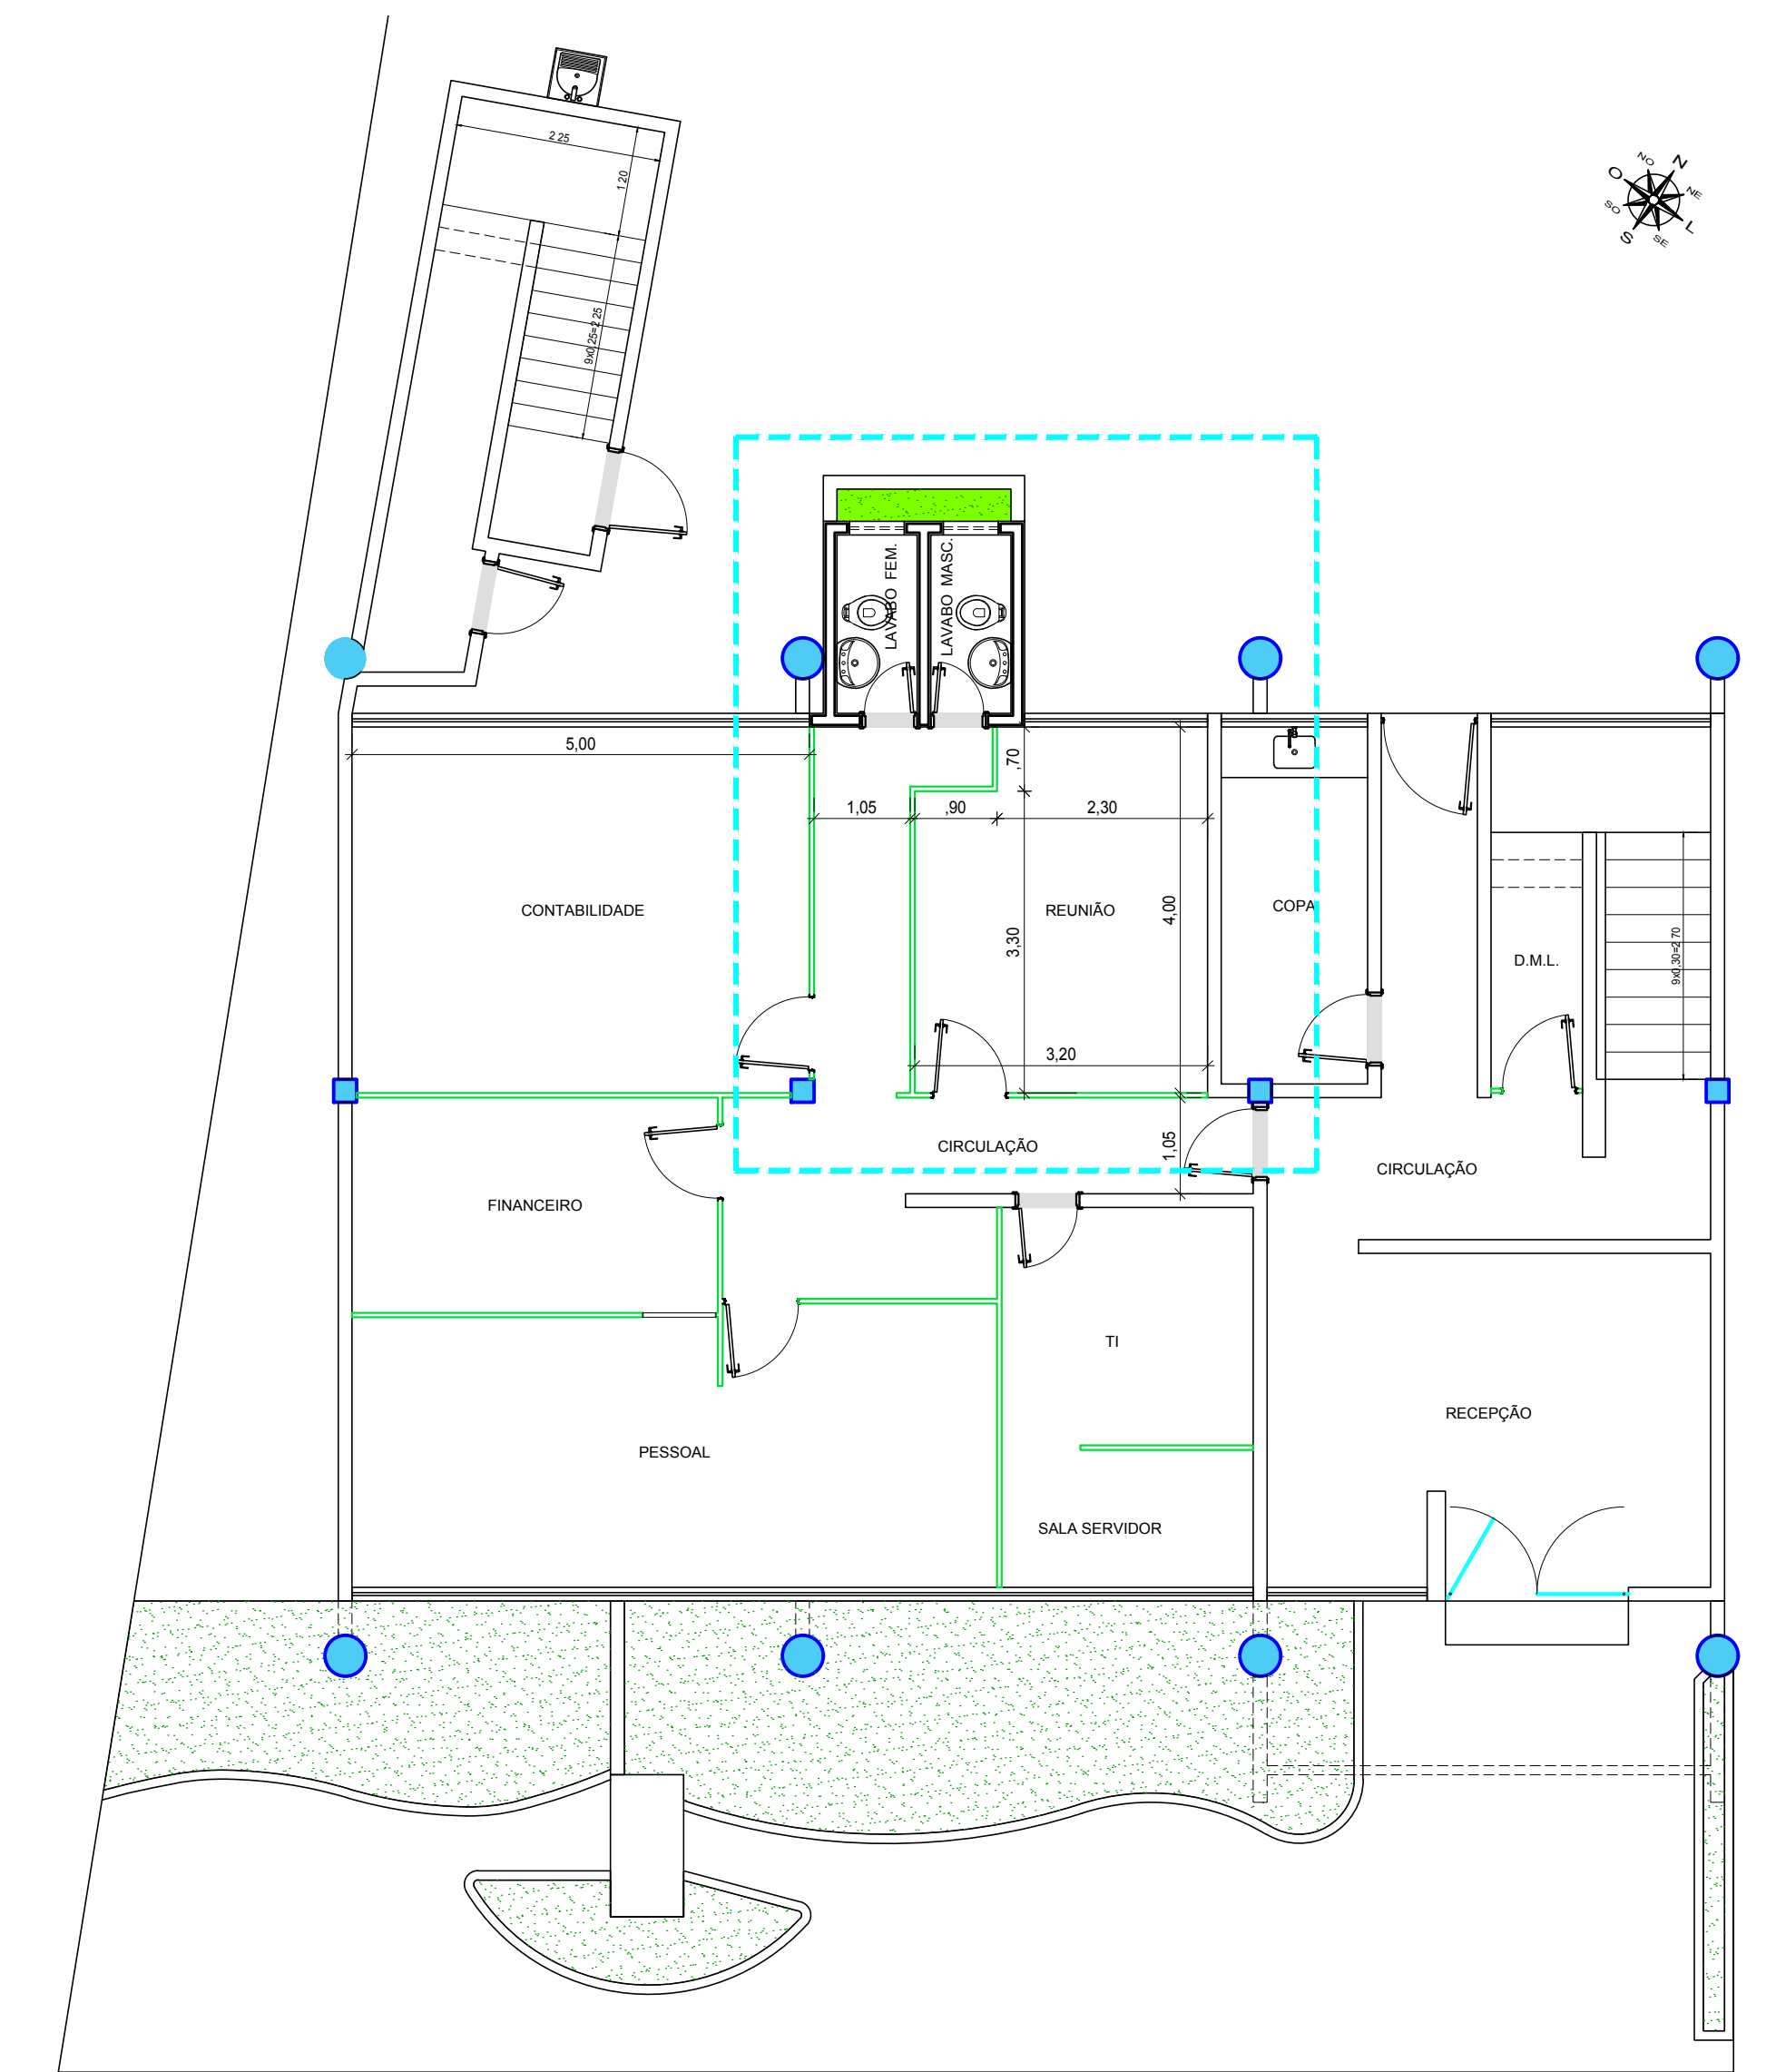 2 25
1 20
9x0,25=2 25
NO
N
O
NE
SO
L
S
SE
LAVABO FEM.
LAVABO MASC.
5,00
,70
1,05
,90
2,30
CONTABILIDADE
REUNIÃO
4,00
COPA
3,30
D.M.L.
9x0,30=2 70
3,20
CIRCULAÇÃO
1,05
CIRCULAÇÃO
FINANCEIRO
TI
RECEPÇÃO
PESSOAL
SALA SERVIDOR